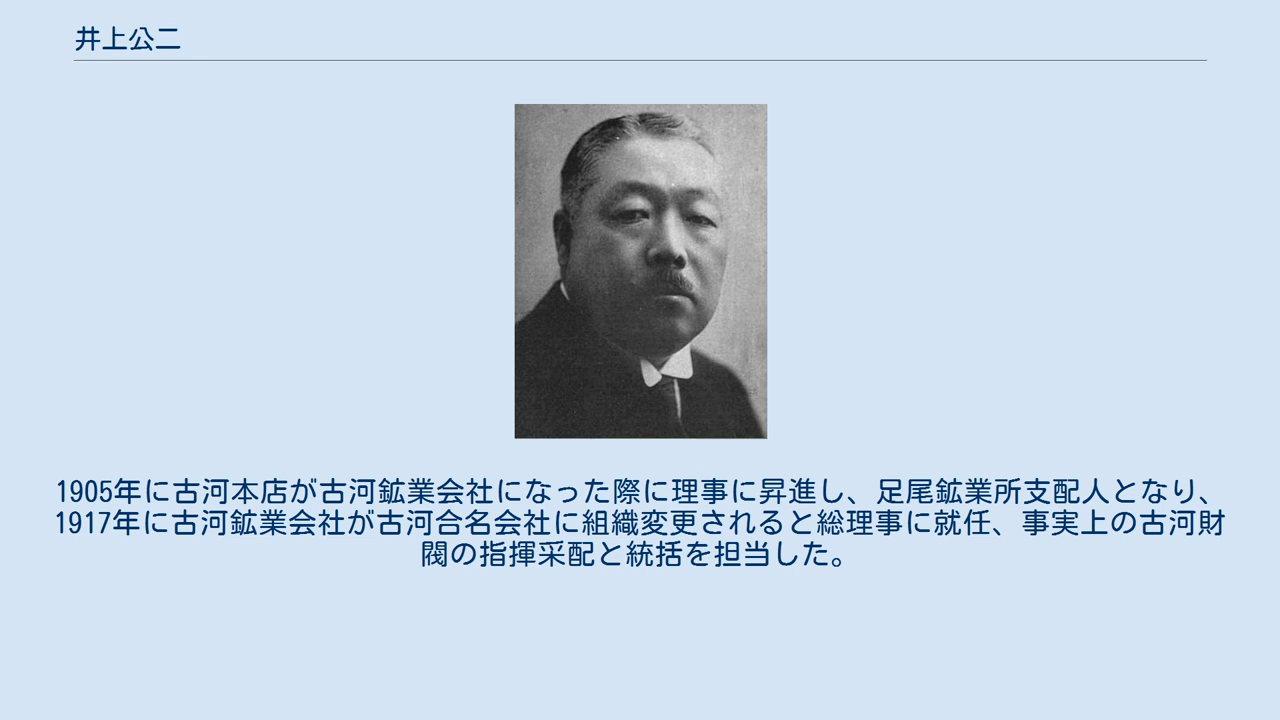 井上公二
1905年に古河本店が古河鉱業会社になった際に理事に昇進し、足尾鉱業所支配人となり、
1917年に古河鉱業会社が古河合名会社に組織変更されると総理事に就任、事実上の古河財
閥の指揮采配と統括を担当した。